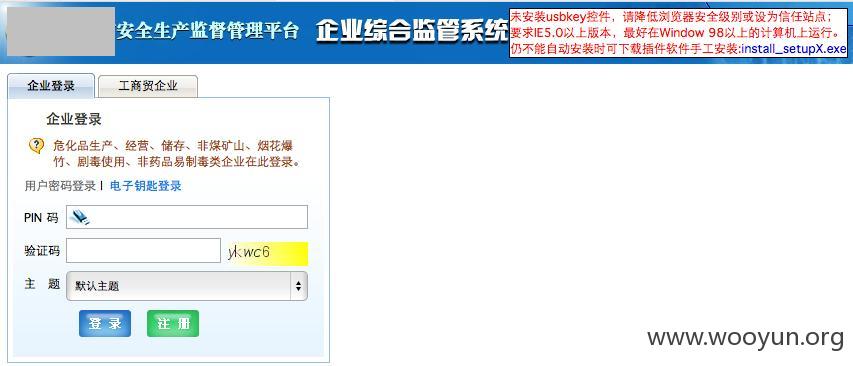 安全生产监督管理平台 企业综合监管系统
未安装usbkey控件，请降低浏览器安全级别或设为信任站点；
要求IE5.0以上版本，最好在Window 98以上的计算机上运行。
仍不能自动安装时可下载插件软件手工安装:install_setupX.exe
企业登录 工商贸企业
企业登录
危化品生产、经营、储存、非煤矿山、烟花爆
竹、剧毒使用、非药品易制毒类企业在此登录。
用户密码登录 | 电子钥匙登录
PIN 码
验证码 ykwc6
主 题 默认主题
登 录 注 册
www.wooyun.org